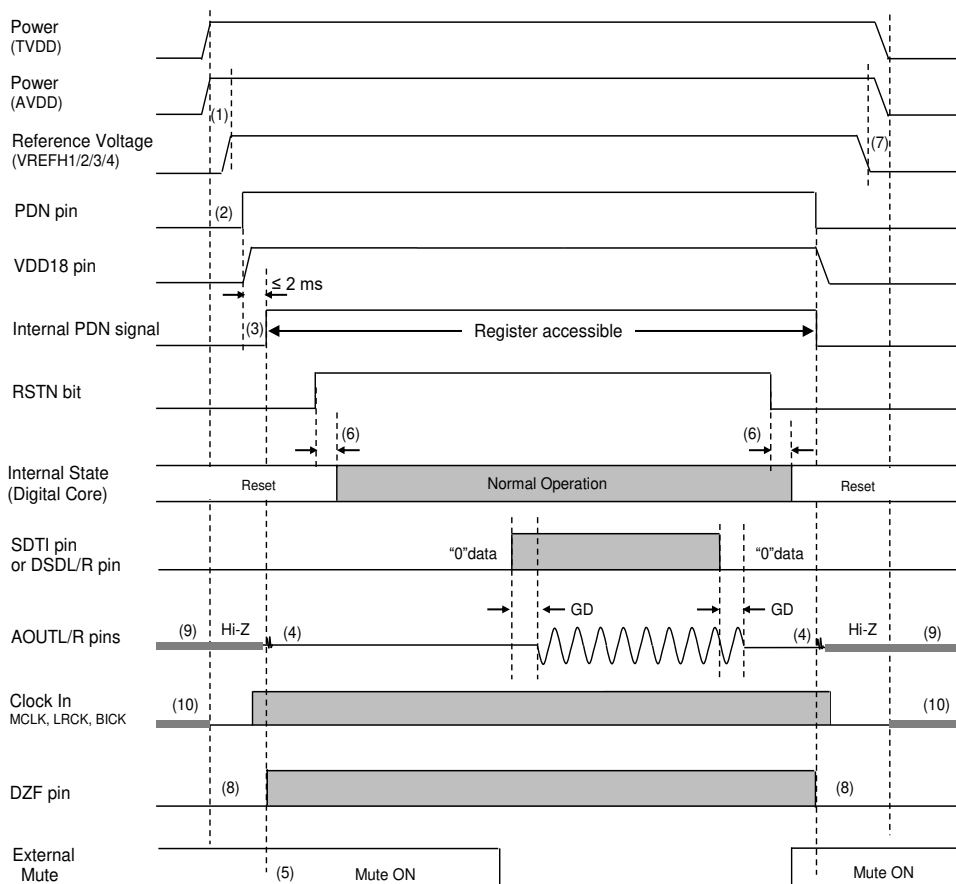 Power
(TVDD)
Power
(AVDD)
(1)
Reference Voltage
(VREFH1/2/3/4)
(7)
PDN pin
(2)
VDD18 pin
≤ 2 ms
Internal PDN signal
(3)
Register accessible
RSTN bit
(6)
(6)
Internal State
(Digital Core)
Reset
Normal Operation
Reset
SDTI pin
or DSDL/R pin
“0”data
“0”data
GD
GD
AOUTL/R pins
(9)
Hi-Z
(4)
(4)
Hi-Z
(9)
Clock In
MCLK, LRCK, BICK
(10)
(10)
DZF pin
(8)
(8)
External
Mute
(5)
Mute ON
Mute ON